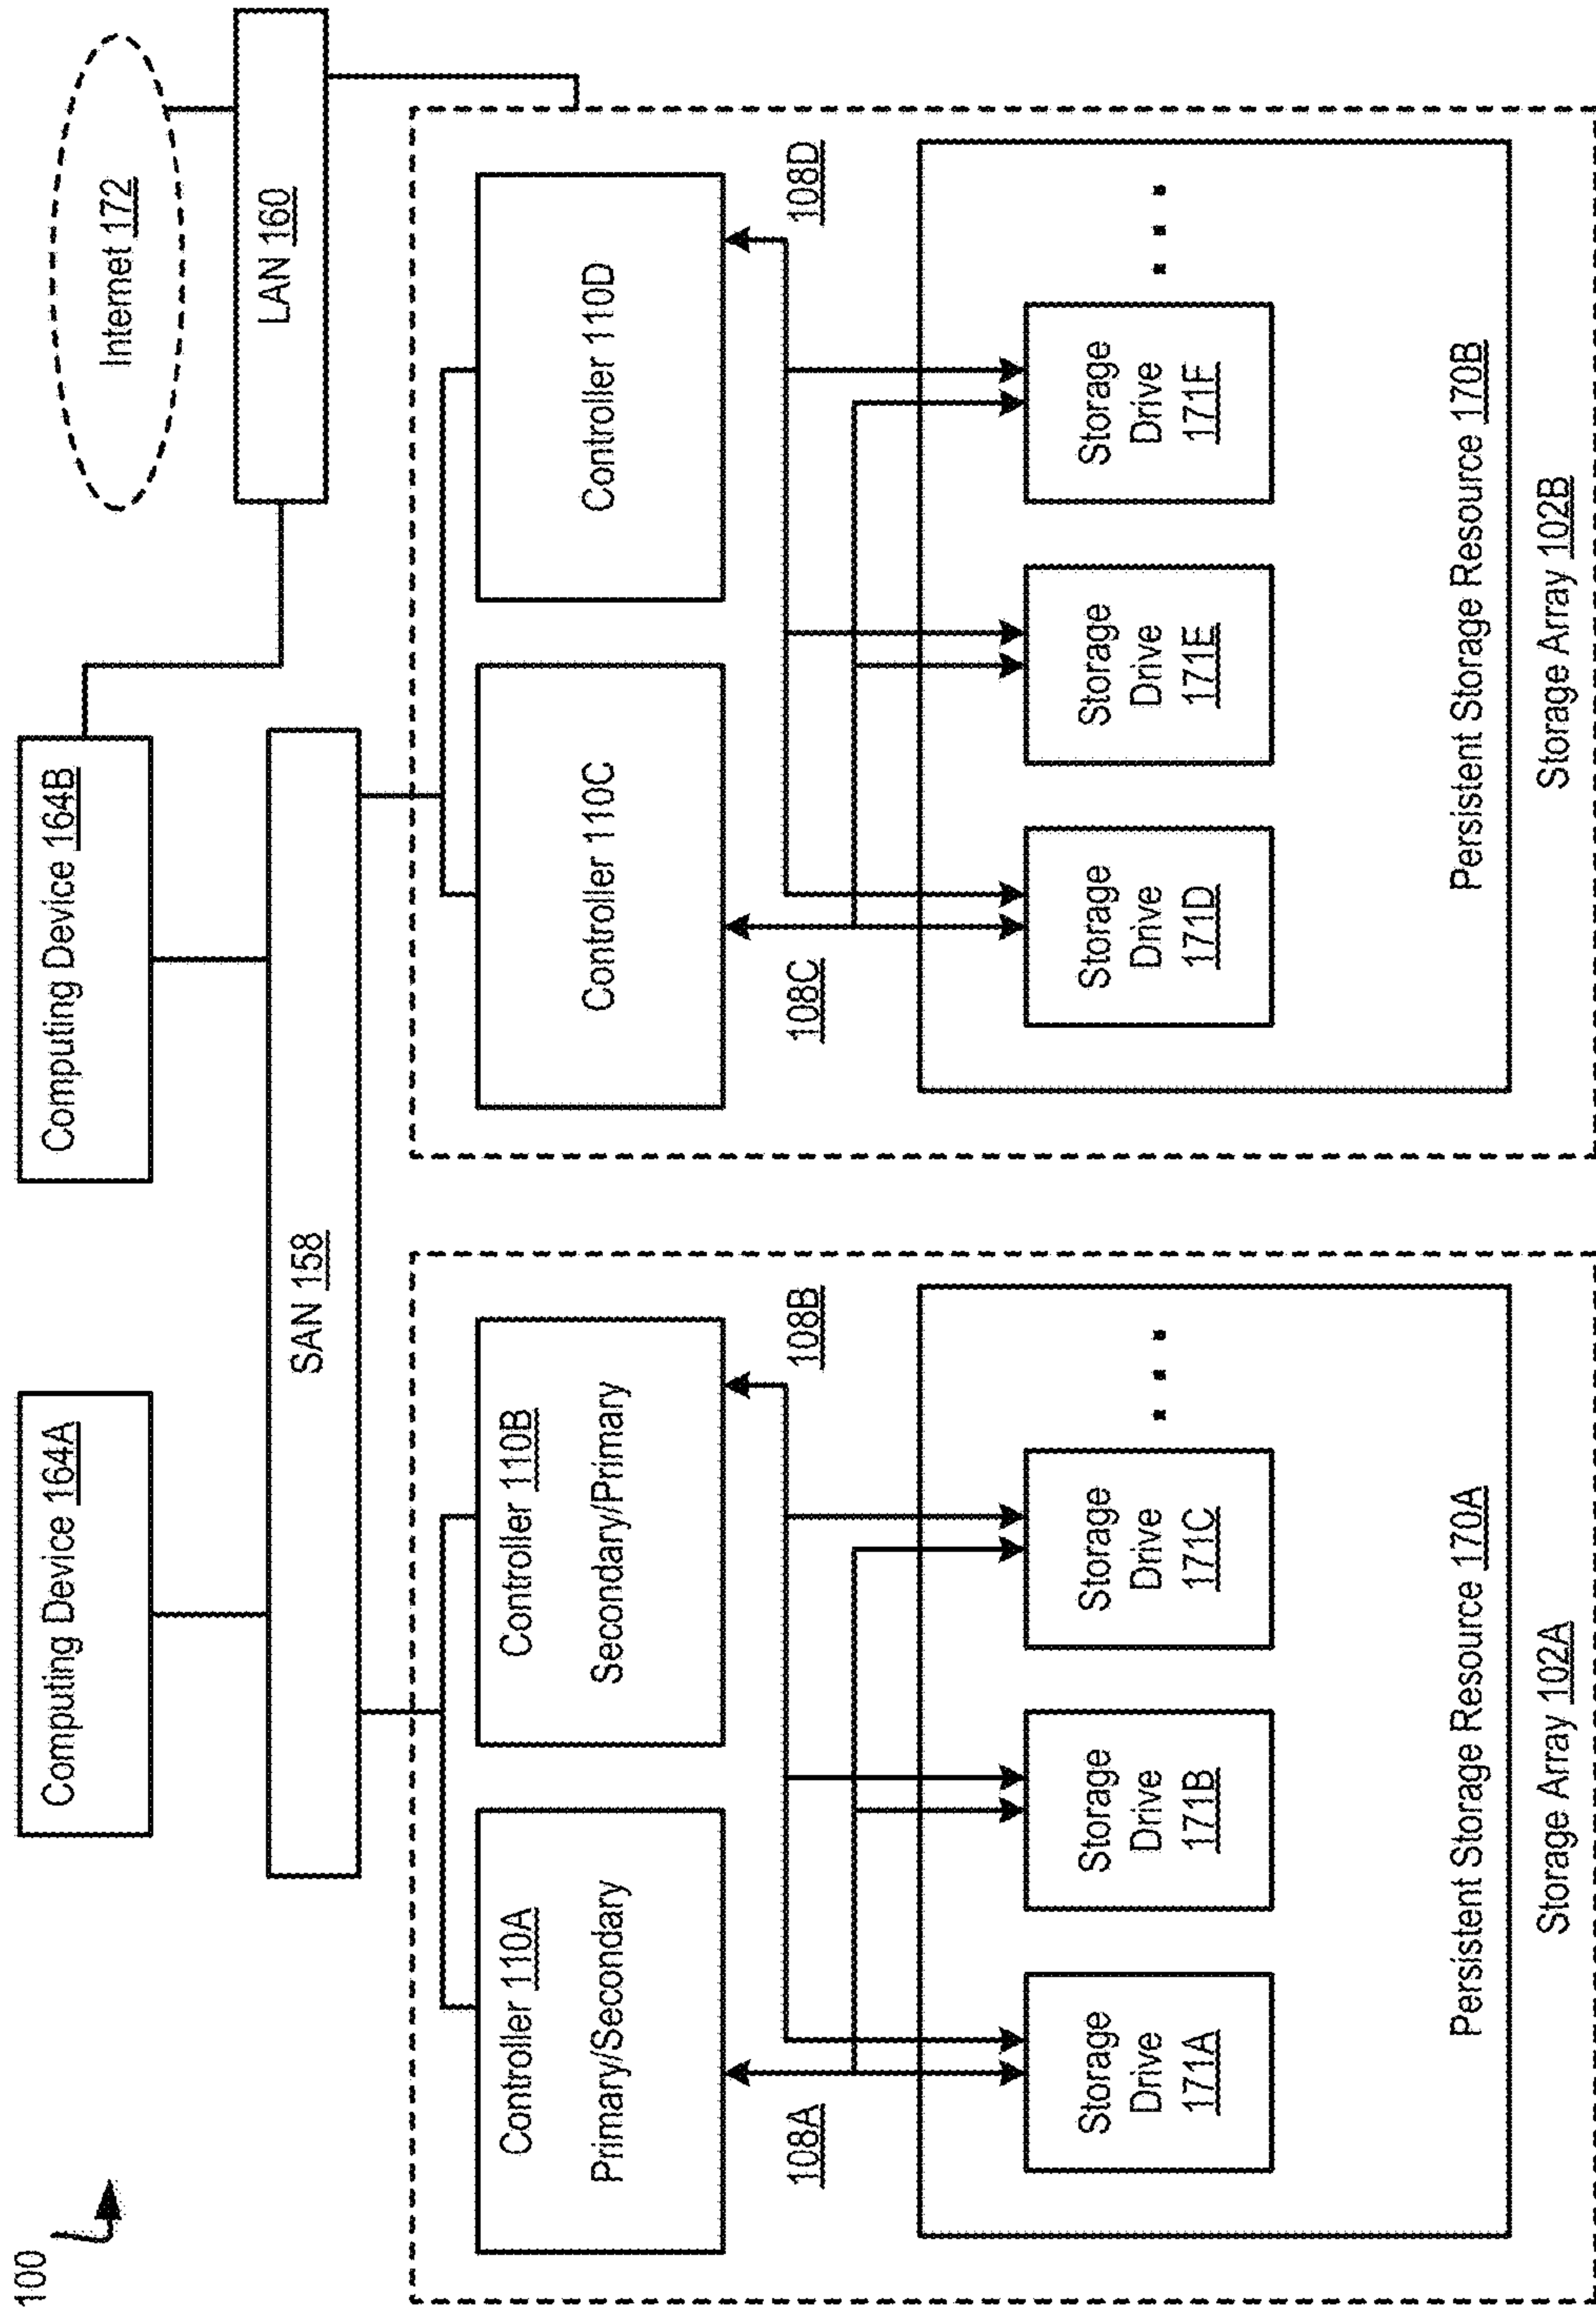 100
Computing Device 164A
Computing Device 164B
Internet 172
LAN 160
SAN 158
Controller 110A
Primary/Secondary
Controller 110B
Secondary/Primary
Controller 110C
Controller 110D
108A
108B
108C
108D
Storage
Drive
171A
Storage
Drive
171B
Storage
Drive
171C
Storage
Drive
171D
Storage
Drive
171E
Storage
Drive
171F
Persistent Storage Resource 170A
Persistent Storage Resource 170B
Storage Array 102A
Storage Array 102B